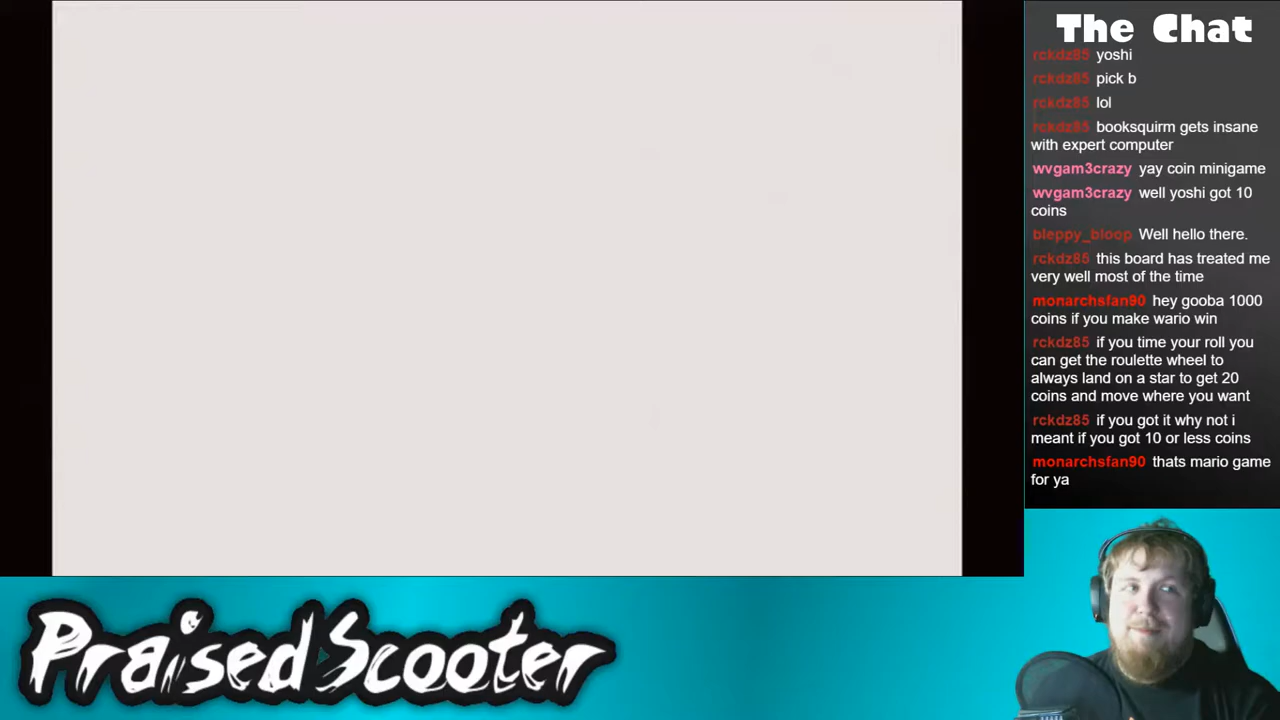 The Chat
rckdz85 yoshi
rckdz85 pick b
rckdz85 lol
rckdz85 booksquirm gets insane
with expert computer
wvgam3crazy yay coin minigame
wvgam3crazy well yoshi got 10
coins
bleppy_bloop Well hello there.
rckdz85 this board has treated me
very well most of the time
monarchsfan90 hey gooba 1000
coins if you make wario win
rckdz85 if you time your roll you
can get the roulette wheel to
always land on a star to get 20
coins and move where you want
rckdz85 if you got it why not i
meant if you got 10 or less coins
monarchsfan90 thats mario game
for ya
PraisedScooter